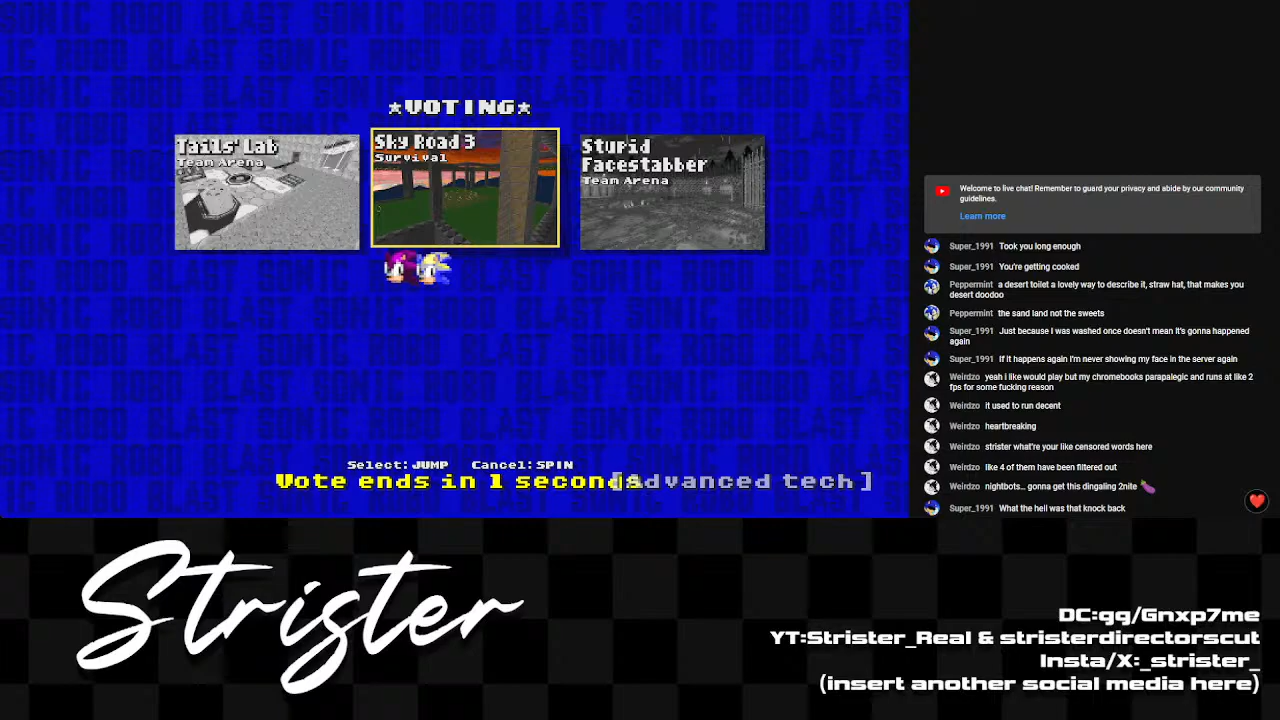 SONIC ROBO BLAST
*VOTING*
Tails' Lab
Team Arena
Sky Road 3
Survival
Stupid
Facestabber
Team Arena
Select: JUMP Cancel: SPIN
Vote ends in 1 seconds
[Advanced tech]
Welcome to live chat! Remember to guard your privacy and abide by our community
guidelines.
Learn more
Super_1991 Took you long enough
Super_1991 You're getting cooked
Peppermint a desert toilet a lovely way to describe it, straw hat, that makes you
desert doodoo
Peppermint the sand land not the sweets
Super_1991 Just because I was washed once doesn't mean it's gonna happened
again
Super_1991 If it happens again I'm never showing my face in the server again
Weirdzo yeah i like would play but my chromebooks parapalegic and runs at like 2
fps for some fucking reason
Weirdzo it used to run decent
Weirdzo heartbreaking
Weirdzo strister what're your like censored words here
Weirdzo like 4 of them have been filtered out
Weirdzo nightbots... gonna get this dingaling 2nite 🍆
Super_1991 What the hell was that knock back
Strister
DC:gg/Gnxp7me
YT:Strister_Real & stristerdirectorscut
Insta/X:_strister_
(insert another social media here)